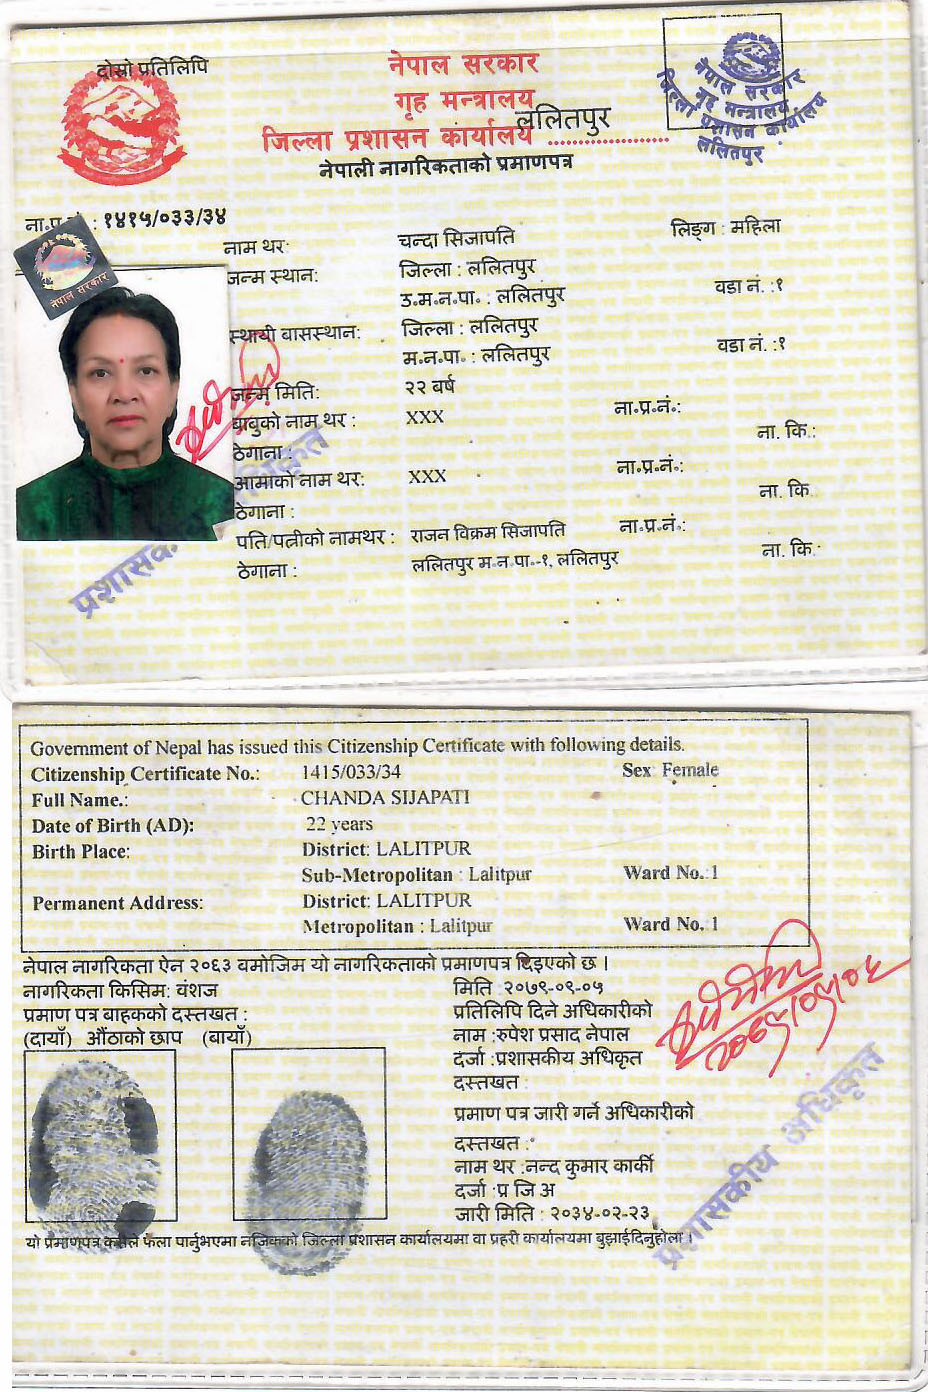 दोस्रो प्रतिलिपि
नेपाल सरकार
गृह मन्त्रालय
जिल्ला प्रशासन कार्यालय ललितपुर
नेपाली नागरिकताको प्रमाणपत्र
नेपाल सरकार
गृह मन्त्रालय
जिल्ला प्रशासन कार्यालय
ललितपुर
ना.प्र.नं. : १४१५/०३३/३४
नेपाल सरकार
नाम थर: चन्दा सिजापति लिङ्ग : महिला
जन्म स्थान: जिल्ला : ललितपुर
उ.म.न.पा. : ललितपुर वडा नं. :१
स्थायी बासस्थान: जिल्ला : ललितपुर
म.न.पा. : ललितपुर वडा नं. :१
जन्म मिति: २२ बर्ष
बाबुको नाम थर : XXX ना.प्र.नं.:
ठेगाना : ना. कि.:
आमाको नाम थर: XXX ना.प्र.नं.:
ठेगाना : ना. कि.
पति/पत्नीको नामथर : राजन विक्रम सिजापति ना.प्र.नं.:
ठेगाना : ललितपुर म.न.पा.-१, ललितपुर ना. कि.:
Government of Nepal has issued this Citizenship Certificate with following details.
Citizenship Certificate No.: 1415/033/34 Sex: Female
Full Name.: CHANDA SIJAPATI
Date of Birth (AD): 22 years
Birth Place: District: LALITPUR
Sub-Metropolitan : Lalitpur Ward No.:1
Permanent Address: District: LALITPUR
Metropolitan : Lalitpur Ward No.:1
नेपाल नागरिकता ऐन २०६३ बमोजिम यो नागरिकताको प्रमाणपत्र दिइएको छ ।
नागरिकता किसिम: वंशज मिति :२०७९-०९-०५
प्रमाण पत्र बाहकको दस्तखत : प्रतिलिपि दिने अधिकारीको
(दायाँ) औंठाको छाप (बायाँ) नाम :रुपेश प्रसाद नेपाल
दर्जा :प्रशासकीय अधिकृत
दस्तखत :
प्रमाण पत्र जारी गर्ने अधिकारीको
दस्तखत :
नाम थर :नन्द कुमार कार्की
दर्जा :प्र जि अ
जारी मिति : २०३४-०२-२३
प्रशासकीय अधिकृत
यो प्रमाणपत्र कसैले फेला पार्नुभएमा नजिकको जिल्ला प्रशासन कार्यालयमा वा प्रहरी कार्यालयमा बुझाईदिनुहोला ।